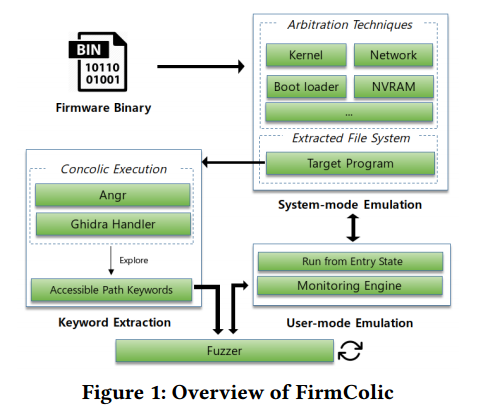 Arbitration Techniques
BIN
10110
01001
Firmware Binary
Kernel
Network
Boot loader
NVRAM
...
Extracted File System
Target Program
System-mode Emulation
Concolic Execution
Angr
Ghidra Handler
Explore
Accessible Path Keywords
Keyword Extraction
Run from Entry State
Monitoring Engine
User-mode Emulation
Fuzzer
Figure 1: Overview of FirmColic